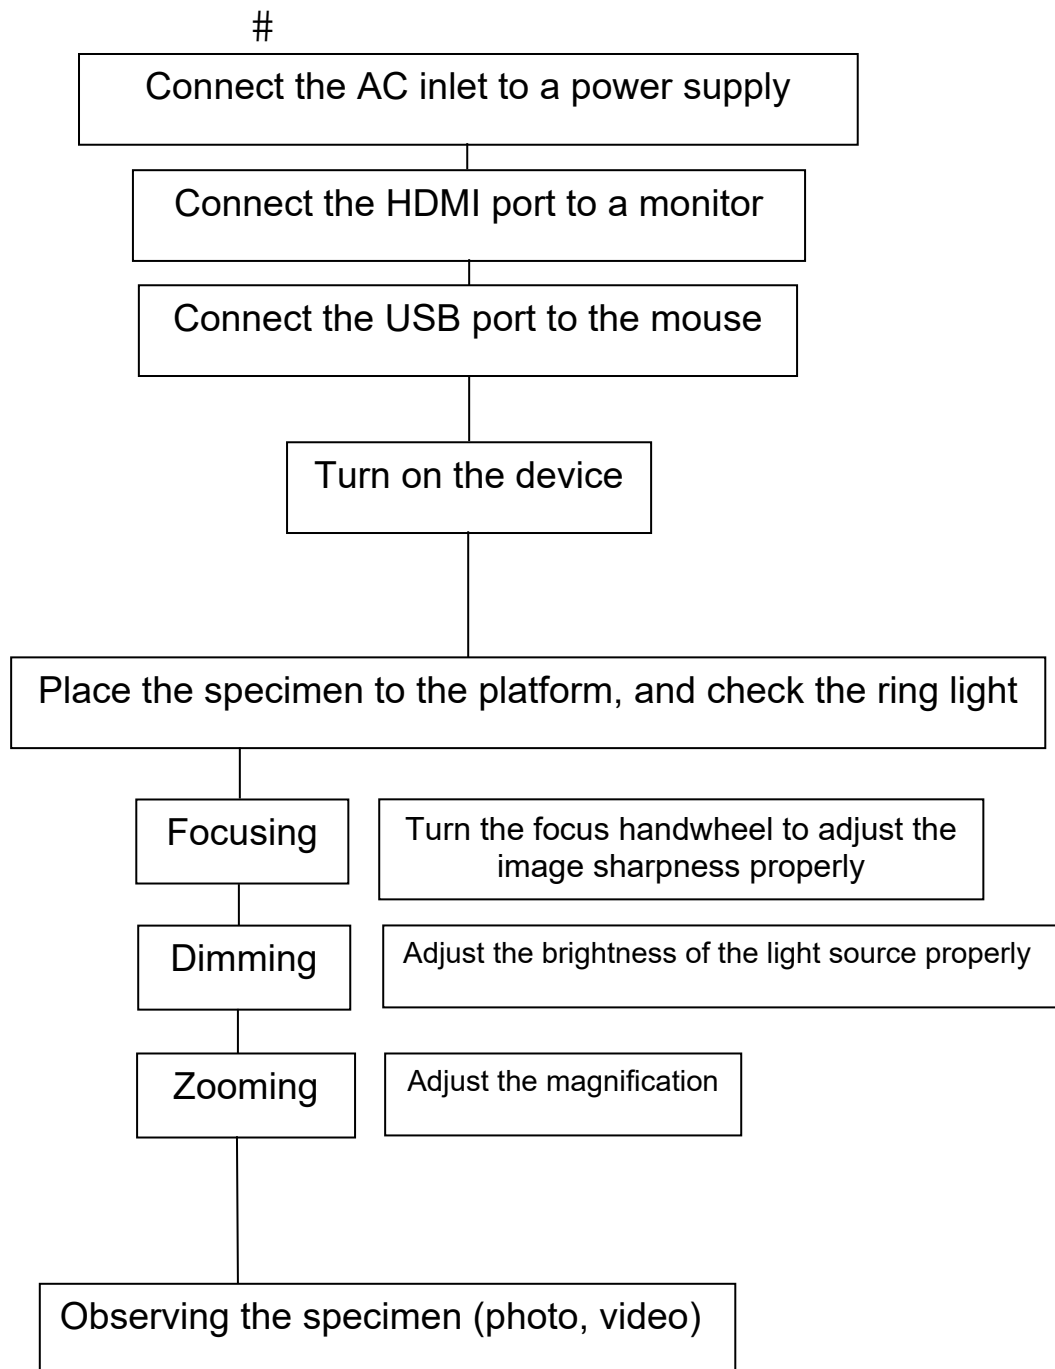 #
Connect the AC inlet to a power supply
Connect the HDMI port to a monitor
Connect the USB port to the mouse
Turn on the device
Place the specimen to the platform, and check the ring light
Focusing
Turn the focus handwheel to adjust the
image sharpness properly
Dimming
Adjust the brightness of the light source properly
Zooming
Adjust the magnification
Observing the specimen (photo, video)